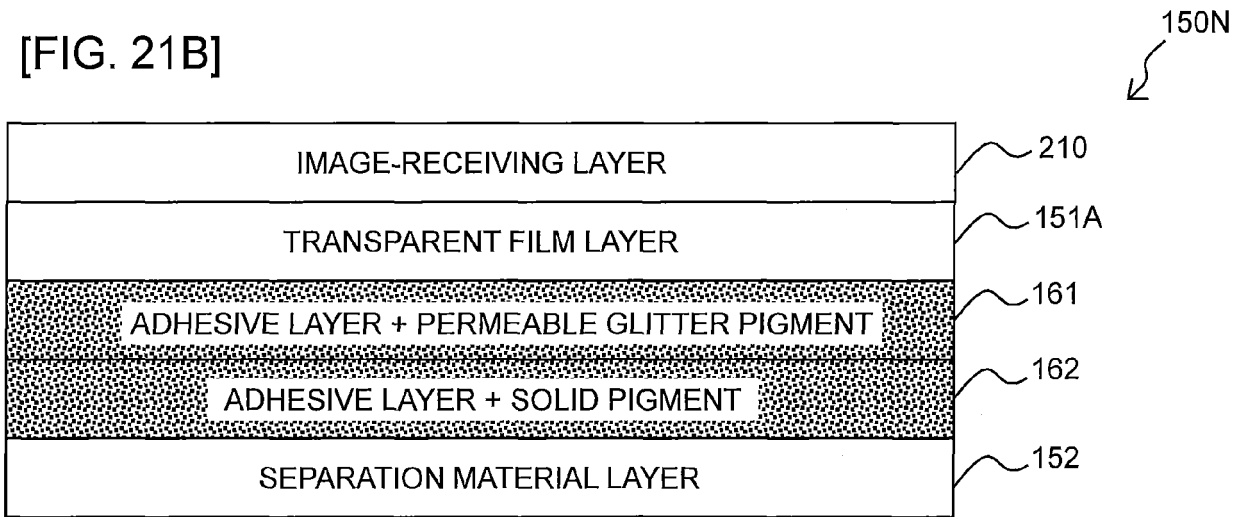 150N
[FIG. 21B]
IMAGE-RECEIVING LAYER
210
TRANSPARENT FILM LAYER
151A
ADHESIVE LAYER + PERMEABLE GLITTER PIGMENT
161
ADHESIVE LAYER + SOLID PIGMENT
162
SEPARATION MATERIAL LAYER
152